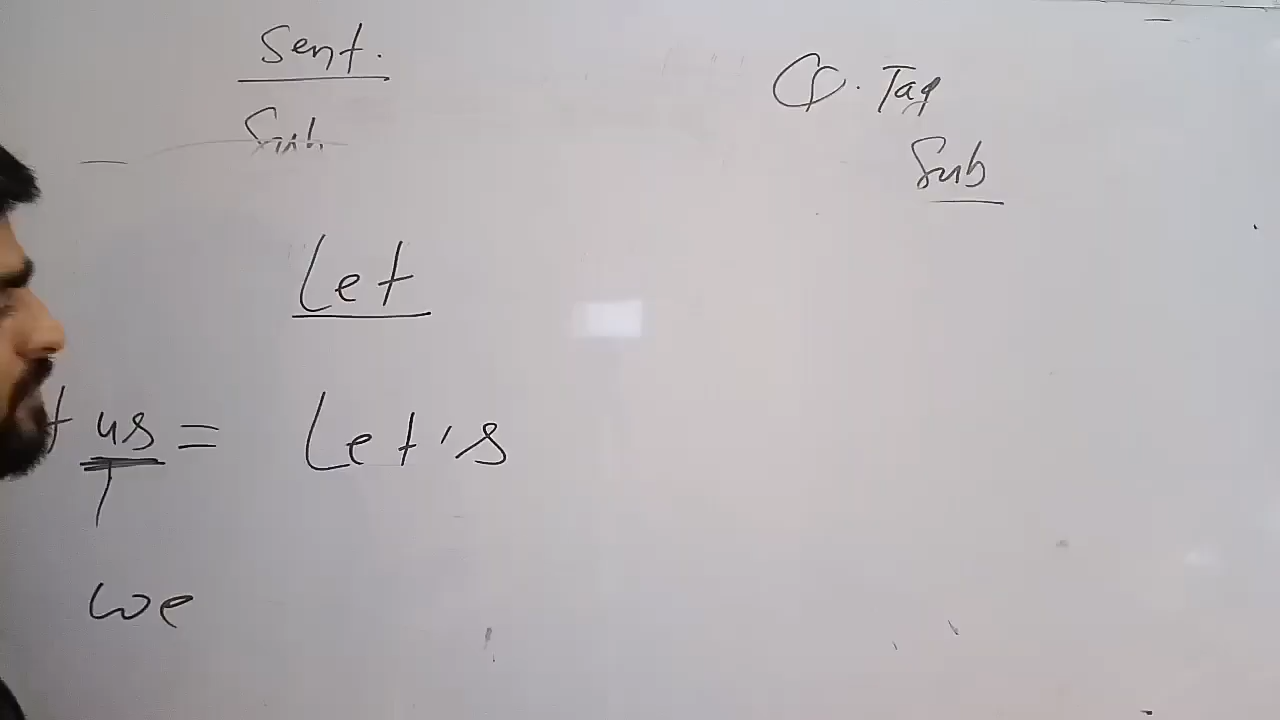 Sent.
Q. Tag
Sub.
Sub
Let
us = Let's
we